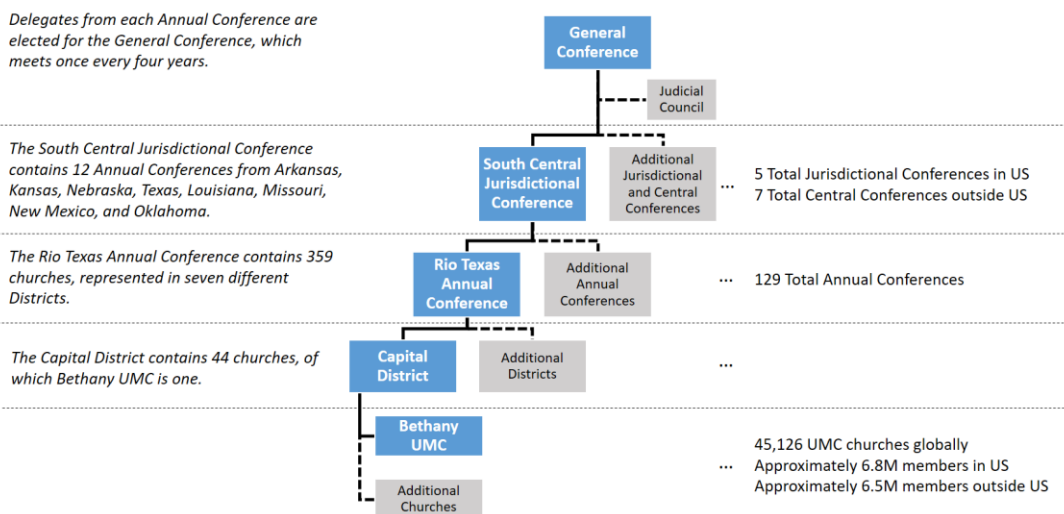 Delegates from each Annual Conference are
elected for the General Conference, which
meets once every four years.
General
Conference
Judicial
Council
The South Central Jurisdictional Conference
contains 12 Annual Conferences from Arkansas,
Kansas, Nebraska, Texas, Louisiana, Missouri,
New Mexico, and Oklahoma.
South Central
Jurisdictional
Conference
Additional
Jurisdictional
and Central
Conferences
...
5 Total Jurisdictional Conferences in US
7 Total Central Conferences outside US
The Rio Texas Annual Conference contains 359
churches, represented in seven different
Districts.
Rio Texas
Annual
Conference
Additional
Annual
Conferences
...
129 Total Annual Conferences
The Capital District contains 44 churches, of
which Bethany UMC is one.
Capital
District
Additional
Districts
...
Bethany
UMC
Additional
Churches
...
45,126 UMC churches globally
Approximately 6.8M members in US
Approximately 6.5M members outside US